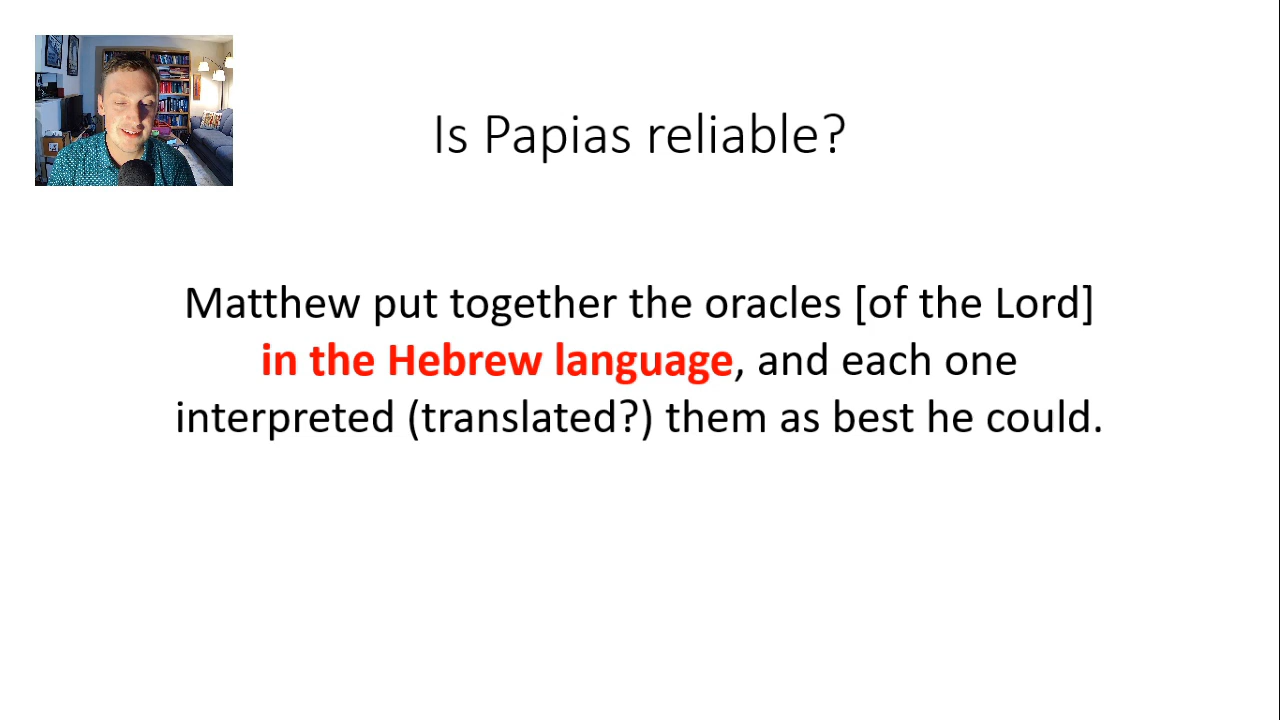 Is Papias reliable?
Matthew put together the oracles [of the Lord]
in the Hebrew language, and each one
interpreted (translated?) them as best he could.